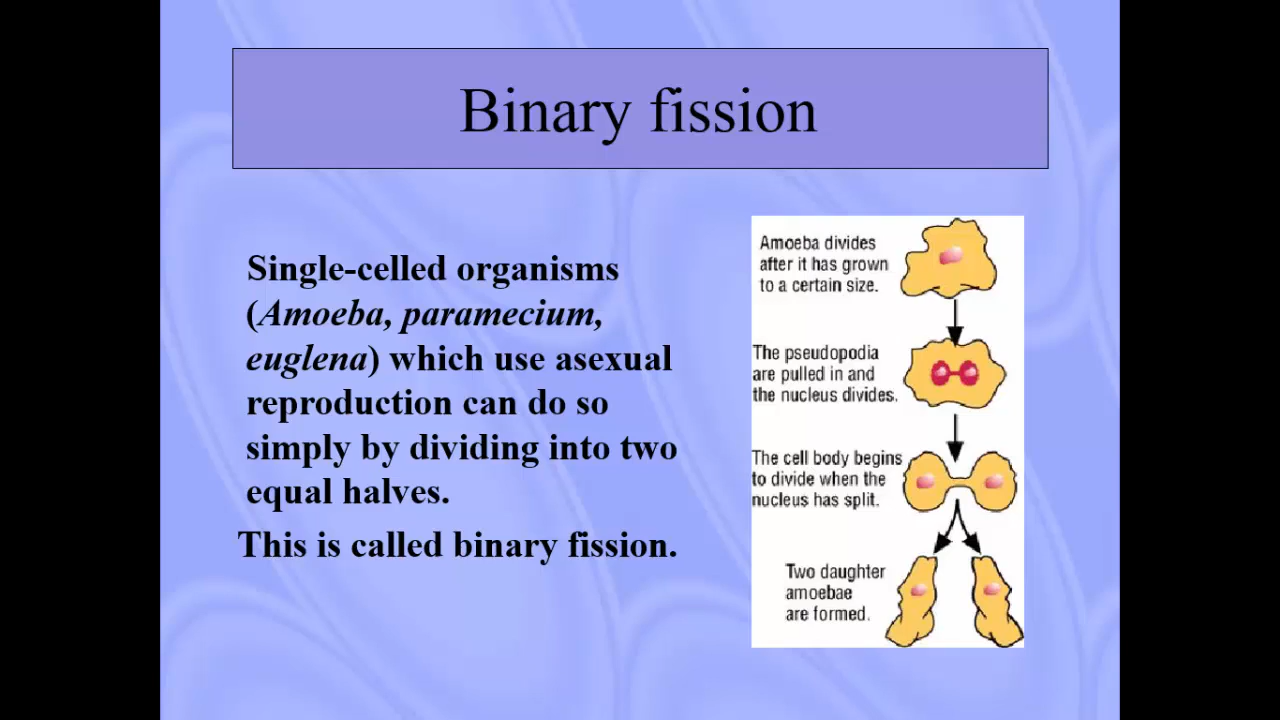 Binary fission
Single-celled organisms
(Amoeba, paramecium,
euglena) which use asexual
reproduction can do so
simply by dividing into two
equal halves.
This is called binary fission.
Amoeba divides
after it has grown
to a certain size.
The pseudopodia
are pulled in and
the nucleus divides.
The cell body begins
to divide when the
nucleus has split.
Two daughter
amoebae
are formed.